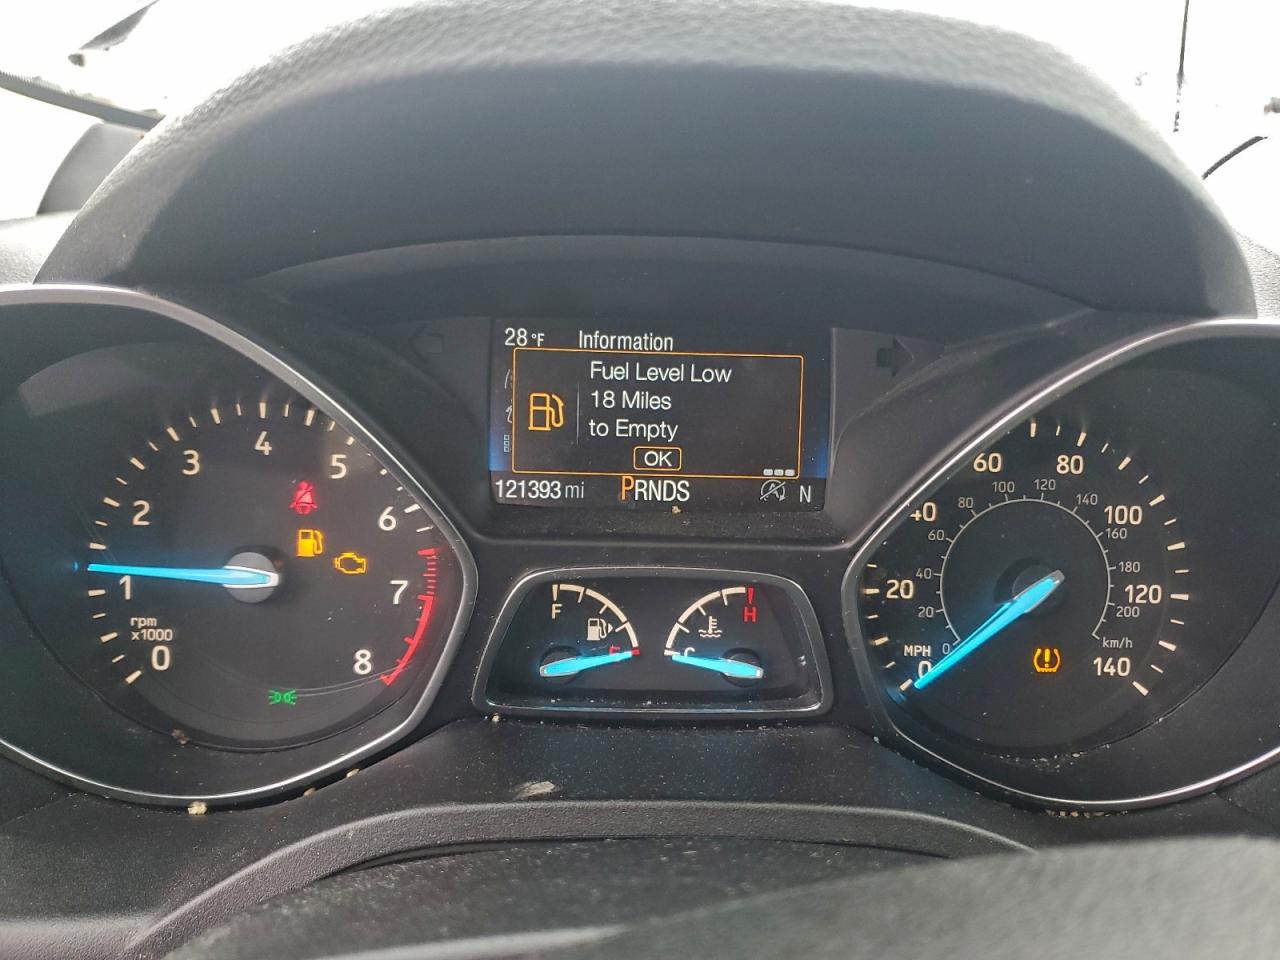 28 °F Information
Fuel Level Low
18 Miles
to Empty
OK
121393 mi PRNDS N
0
1
2
3
4
5
6
7
8
rpm
x1000
F
E
H
C
MPH
0
20
40
60
80
100
120
140
0
20
40
60
80
100
120
140
160
180
200
km/h